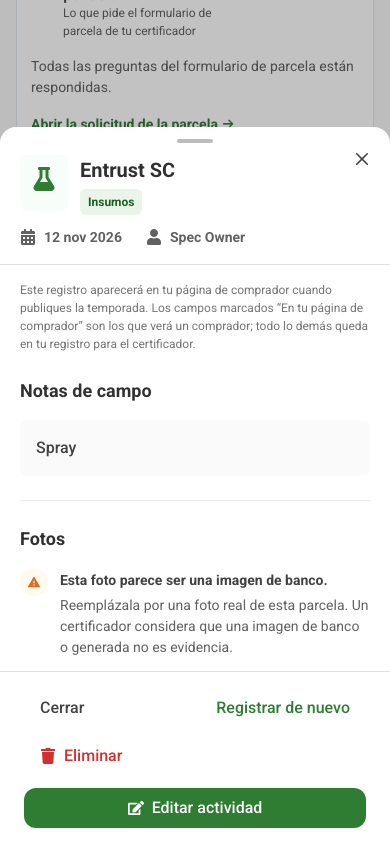 Lo que pide el formulario de
parcela de tu certificador
Todas las preguntas del formulario de parcela están
respondidas.
Abrir la solicitud de la parcela →
Entrust SC
Insumos
12 nov 2026 Spec Owner
Este registro aparecerá en tu página de comprador cuando
publiques la temporada. Los campos marcados “En tu página de
comprador” son los que verá un comprador; todo lo demás queda
en tu registro para el certificador.
Notas de campo
Spray
Fotos
Esta foto parece ser una imagen de banco.
Reemplázala por una foto real de esta parcela. Un
certificador considera que una imagen de banco
o generada no es evidencia.
Cerrar Registrar de nuevo
Eliminar
Editar actividad